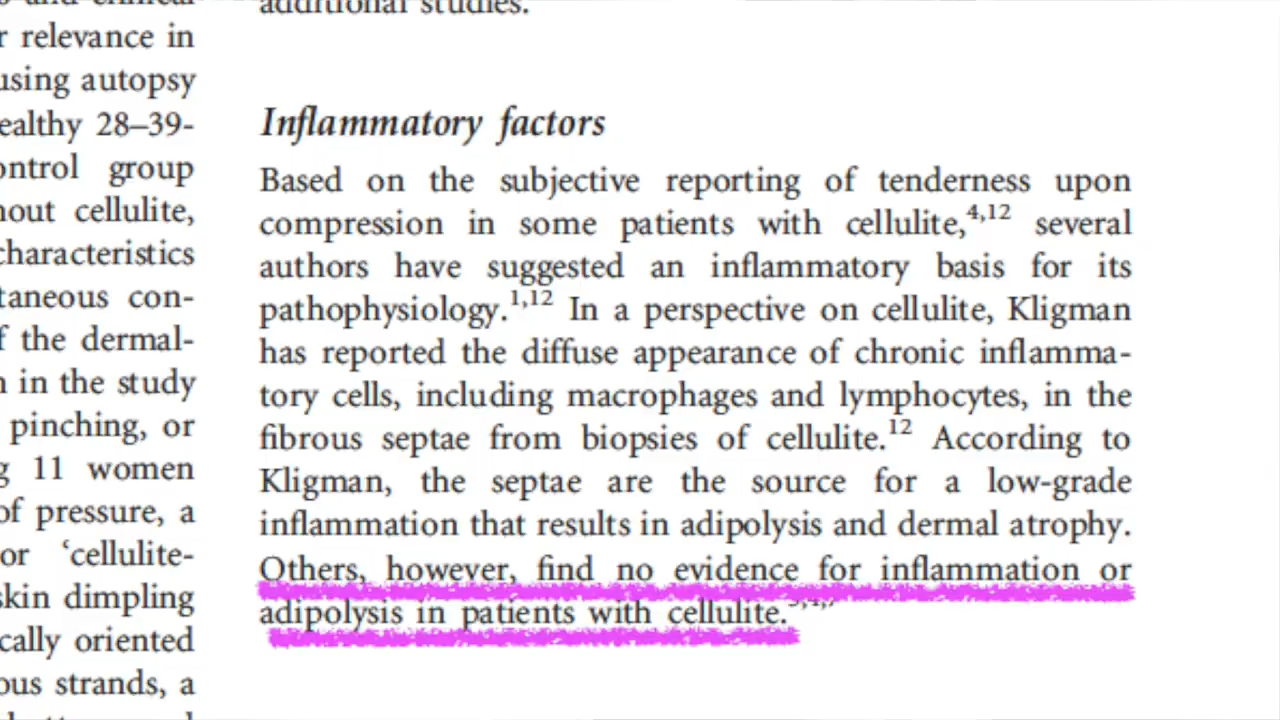 additional studies.
r relevance in
using autopsy
ealthy 28–39-
ontrol group
hout cellulite,
characteristics
taneous con-
f the dermal-
n in the study
pinching, or
g 11 women
of pressure, a
or ‘cellulite-
skin dimpling
cally oriented
ous strands, a
Inflammatory factors
Based on the subjective reporting of tenderness upon
compression in some patients with cellulite,4,12 several
authors have suggested an inflammatory basis for its
pathophysiology.1,12 In a perspective on cellulite, Kligman
has reported the diffuse appearance of chronic inflamma-
tory cells, including macrophages and lymphocytes, in the
fibrous septae from biopsies of cellulite.12 According to
Kligman, the septae are the source for a low-grade
inflammation that results in adipolysis and dermal atrophy.
Others, however, find no evidence for inflammation or
adipolysis in patients with cellulite.